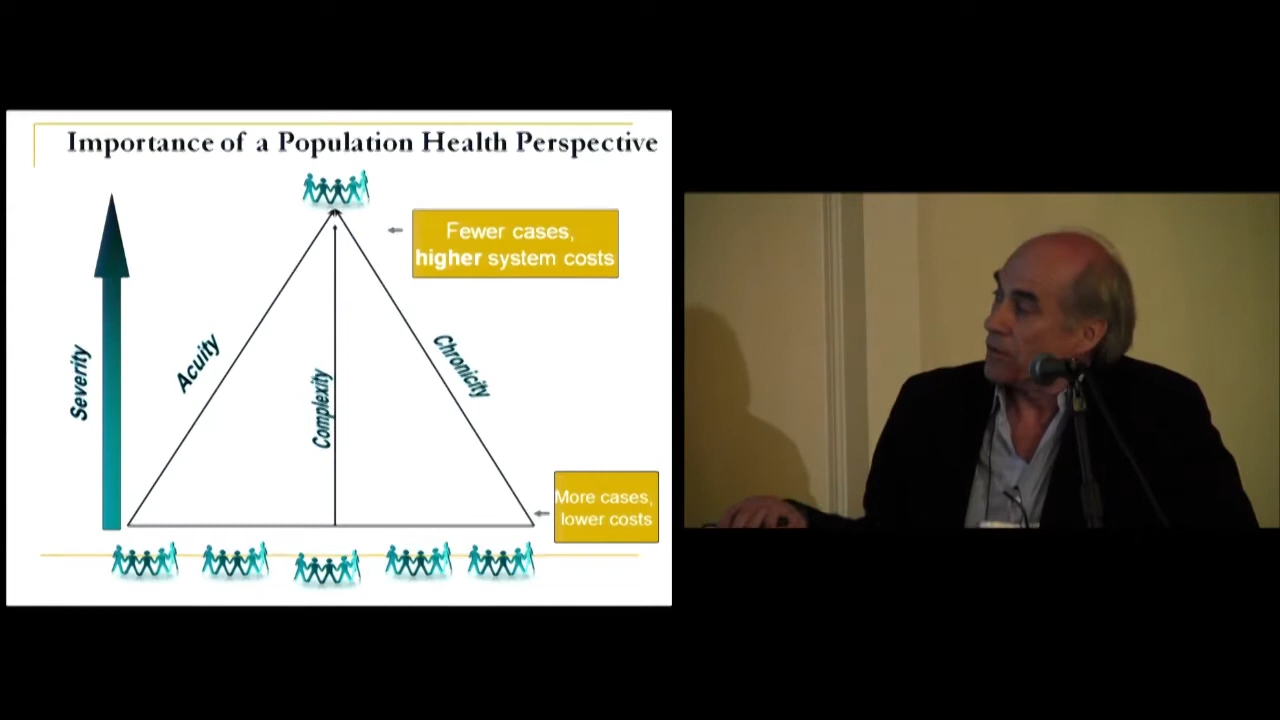 Importance of a Population Health Perspective
Fewer cases,
higher system costs
Severity
Acuity
Complexity
Chronicity
More cases,
lower costs